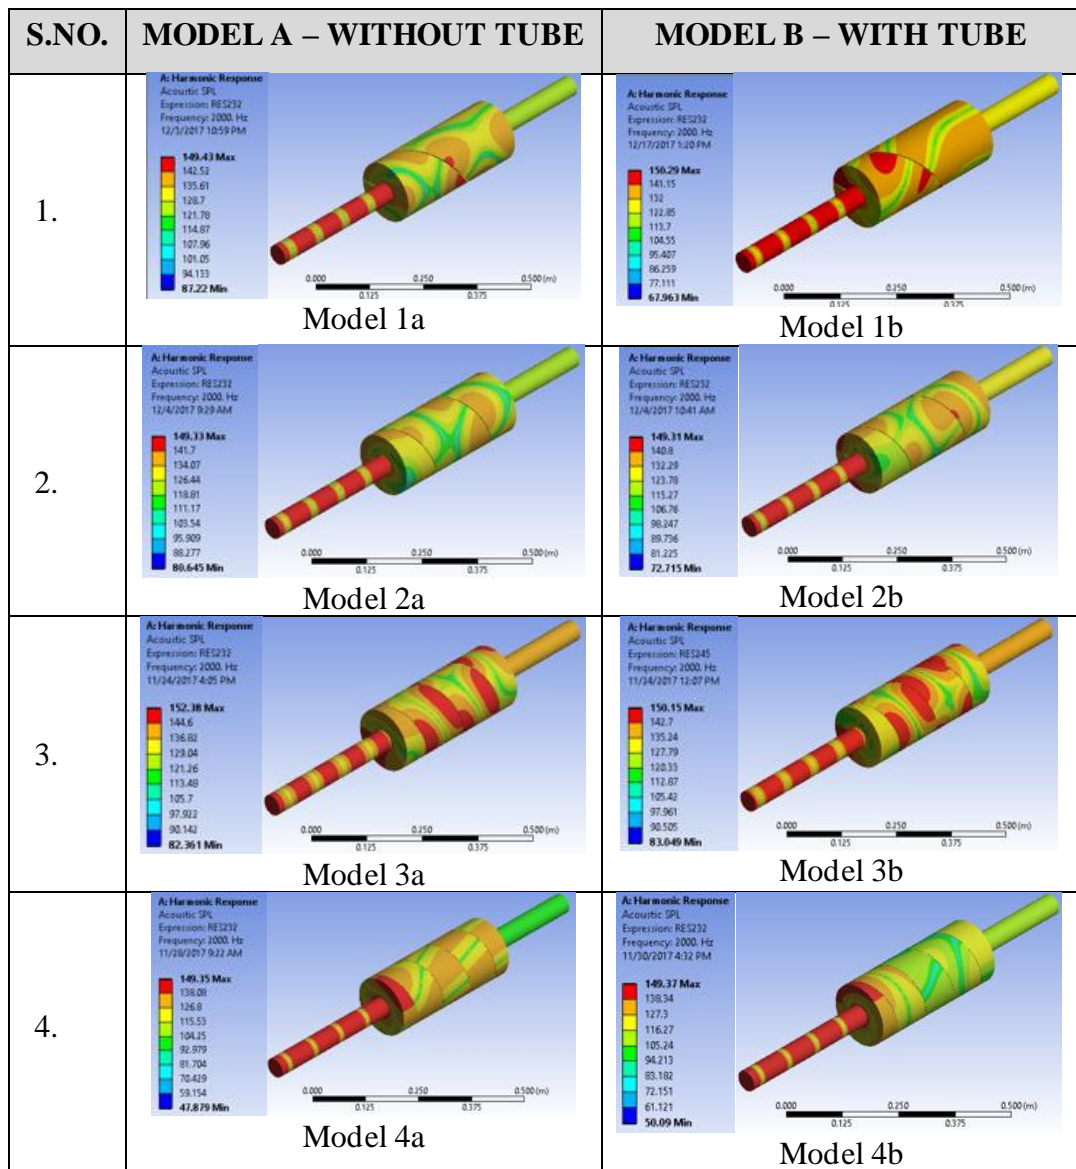 S.NO. MODEL A – WITHOUT TUBE MODEL B – WITH TUBE
1.
A: Harmonic Response
Acoustic SPL
Expression: RES232
Frequency: 2000. Hz
12/3/2017 10:59 PM
149.43 Max
142.52
135.61
128.7
121.78
114.87
107.96
101.05
94.133
87.22 Min
0.000 0.250 0.500 (m)
0.125 0.375
Model 1a
A: Harmonic Response
Acoustic SPL
Expression: RES232
Frequency: 2000. Hz
12/17/2017 1:20 PM
150.29 Max
141.15
132
122.85
113.7
104.55
95.407
86.259
77.111
67.963 Min
0.000 0.250 0.500 (m)
0.125 0.375
Model 1b
2.
A: Harmonic Response
Acoustic SPL
Expression: RES232
Frequency: 2000. Hz
12/4/2017 9:29 AM
149.33 Max
141.7
134.07
126.44
118.81
111.17
103.54
95.909
88.277
80.645 Min
0.000 0.250 0.500 (m)
0.125 0.375
Model 2a
A: Harmonic Response
Acoustic SPL
Expression: RES232
Frequency: 2000. Hz
12/4/2017 10:41 AM
149.31 Max
140.8
132.29
123.78
115.27
106.76
98.247
89.736
81.225
72.715 Min
0.000 0.250 0.500 (m)
0.125 0.375
Model 2b
3.
A: Harmonic Response
Acoustic SPL
Expression: RES232
Frequency: 2000. Hz
11/24/2017 4:05 PM
152.38 Max
144.6
136.82
129.04
121.26
113.48
105.7
97.922
90.142
82.361 Min
0.000 0.250 0.500 (m)
0.125 0.375
Model 3a
A: Harmonic Response
Acoustic SPL
Expression: RES245
Frequency: 2000. Hz
11/24/2017 12:07 PM
150.15 Max
142.7
135.24
127.79
120.33
112.87
105.42
97.961
90.505
83.049 Min
0.000 0.250 0.500 (m)
0.125 0.375
Model 3b
4.
A: Harmonic Response
Acoustic SPL
Expression: RES232
Frequency: 2000. Hz
11/28/2017 9:22 AM
149.35 Max
138.08
126.8
115.53
104.25
92.979
81.704
70.429
59.154
47.879 Min
0.000 0.250 0.500 (m)
0.125 0.375
Model 4a
A: Harmonic Response
Acoustic SPL
Expression: RES232
Frequency: 2000. Hz
11/30/2017 4:32 PM
149.37 Max
138.34
127.3
116.27
105.24
94.213
83.182
72.151
61.121
50.09 Min
0.000 0.250 0.500 (m)
0.125 0.375
Model 4b